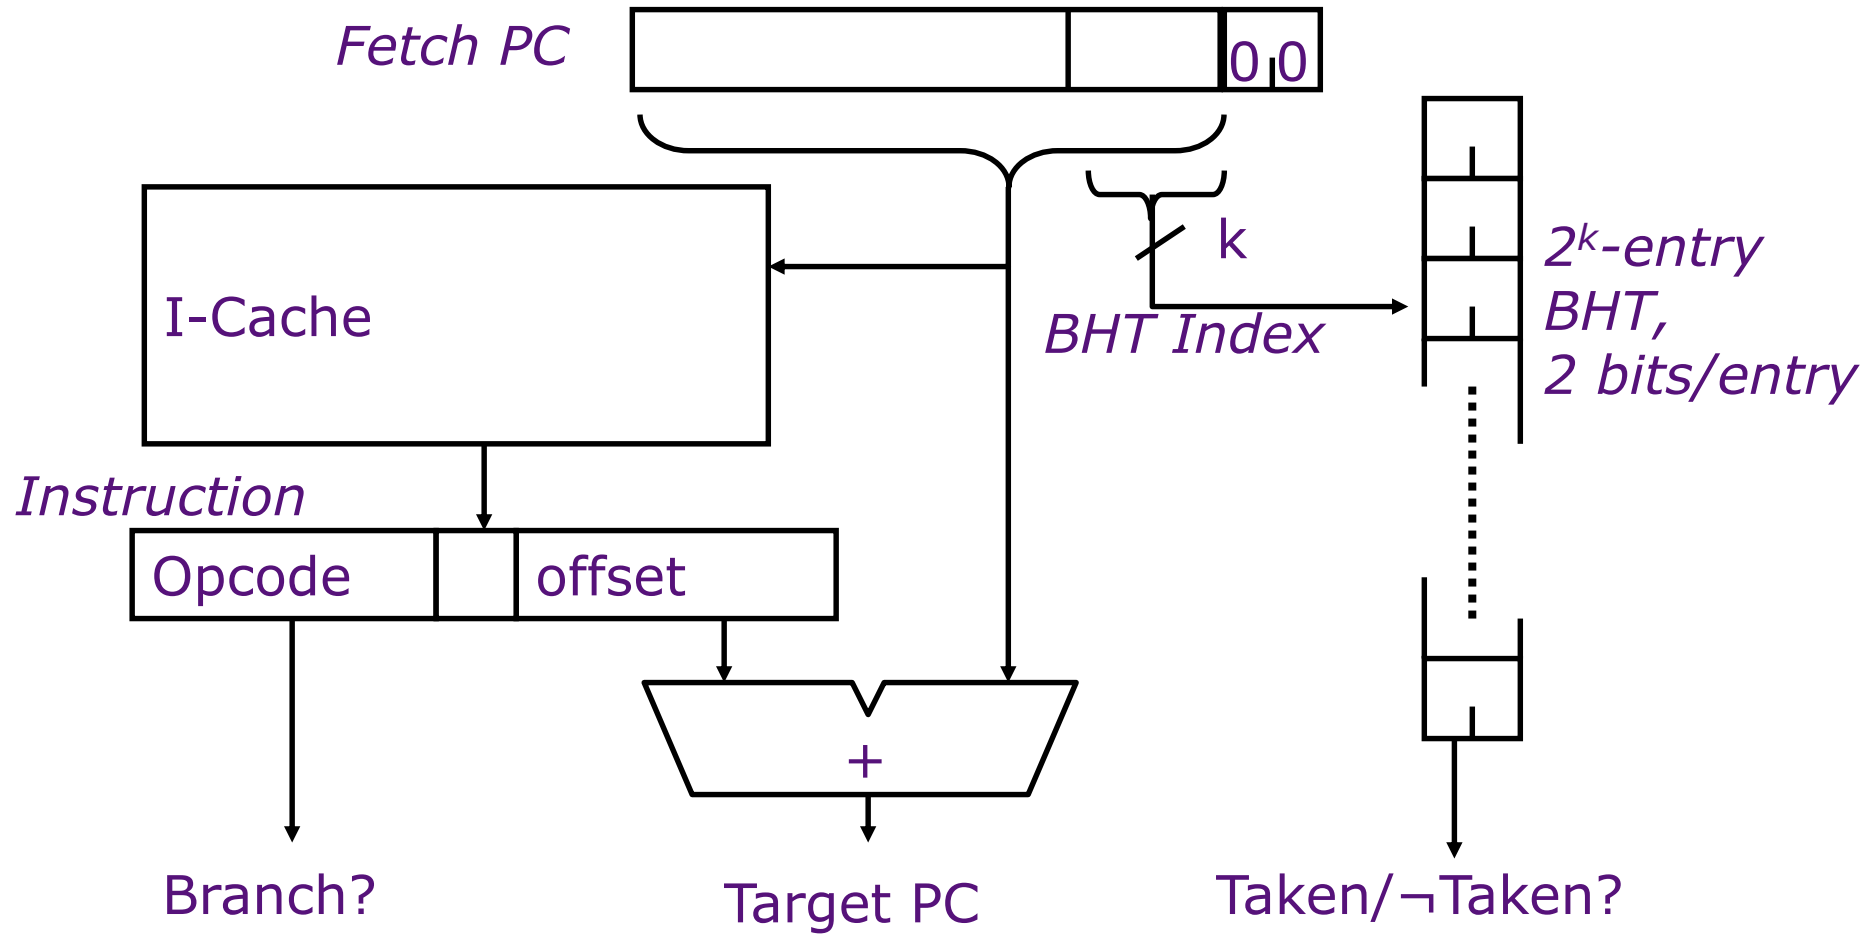 Fetch PC
0 0
k
2ᵏ-entry
BHT,
2 bits/entry
I-Cache
BHT Index
Instruction
Opcode
offset
+
Branch?
Target PC
Taken/¬Taken?